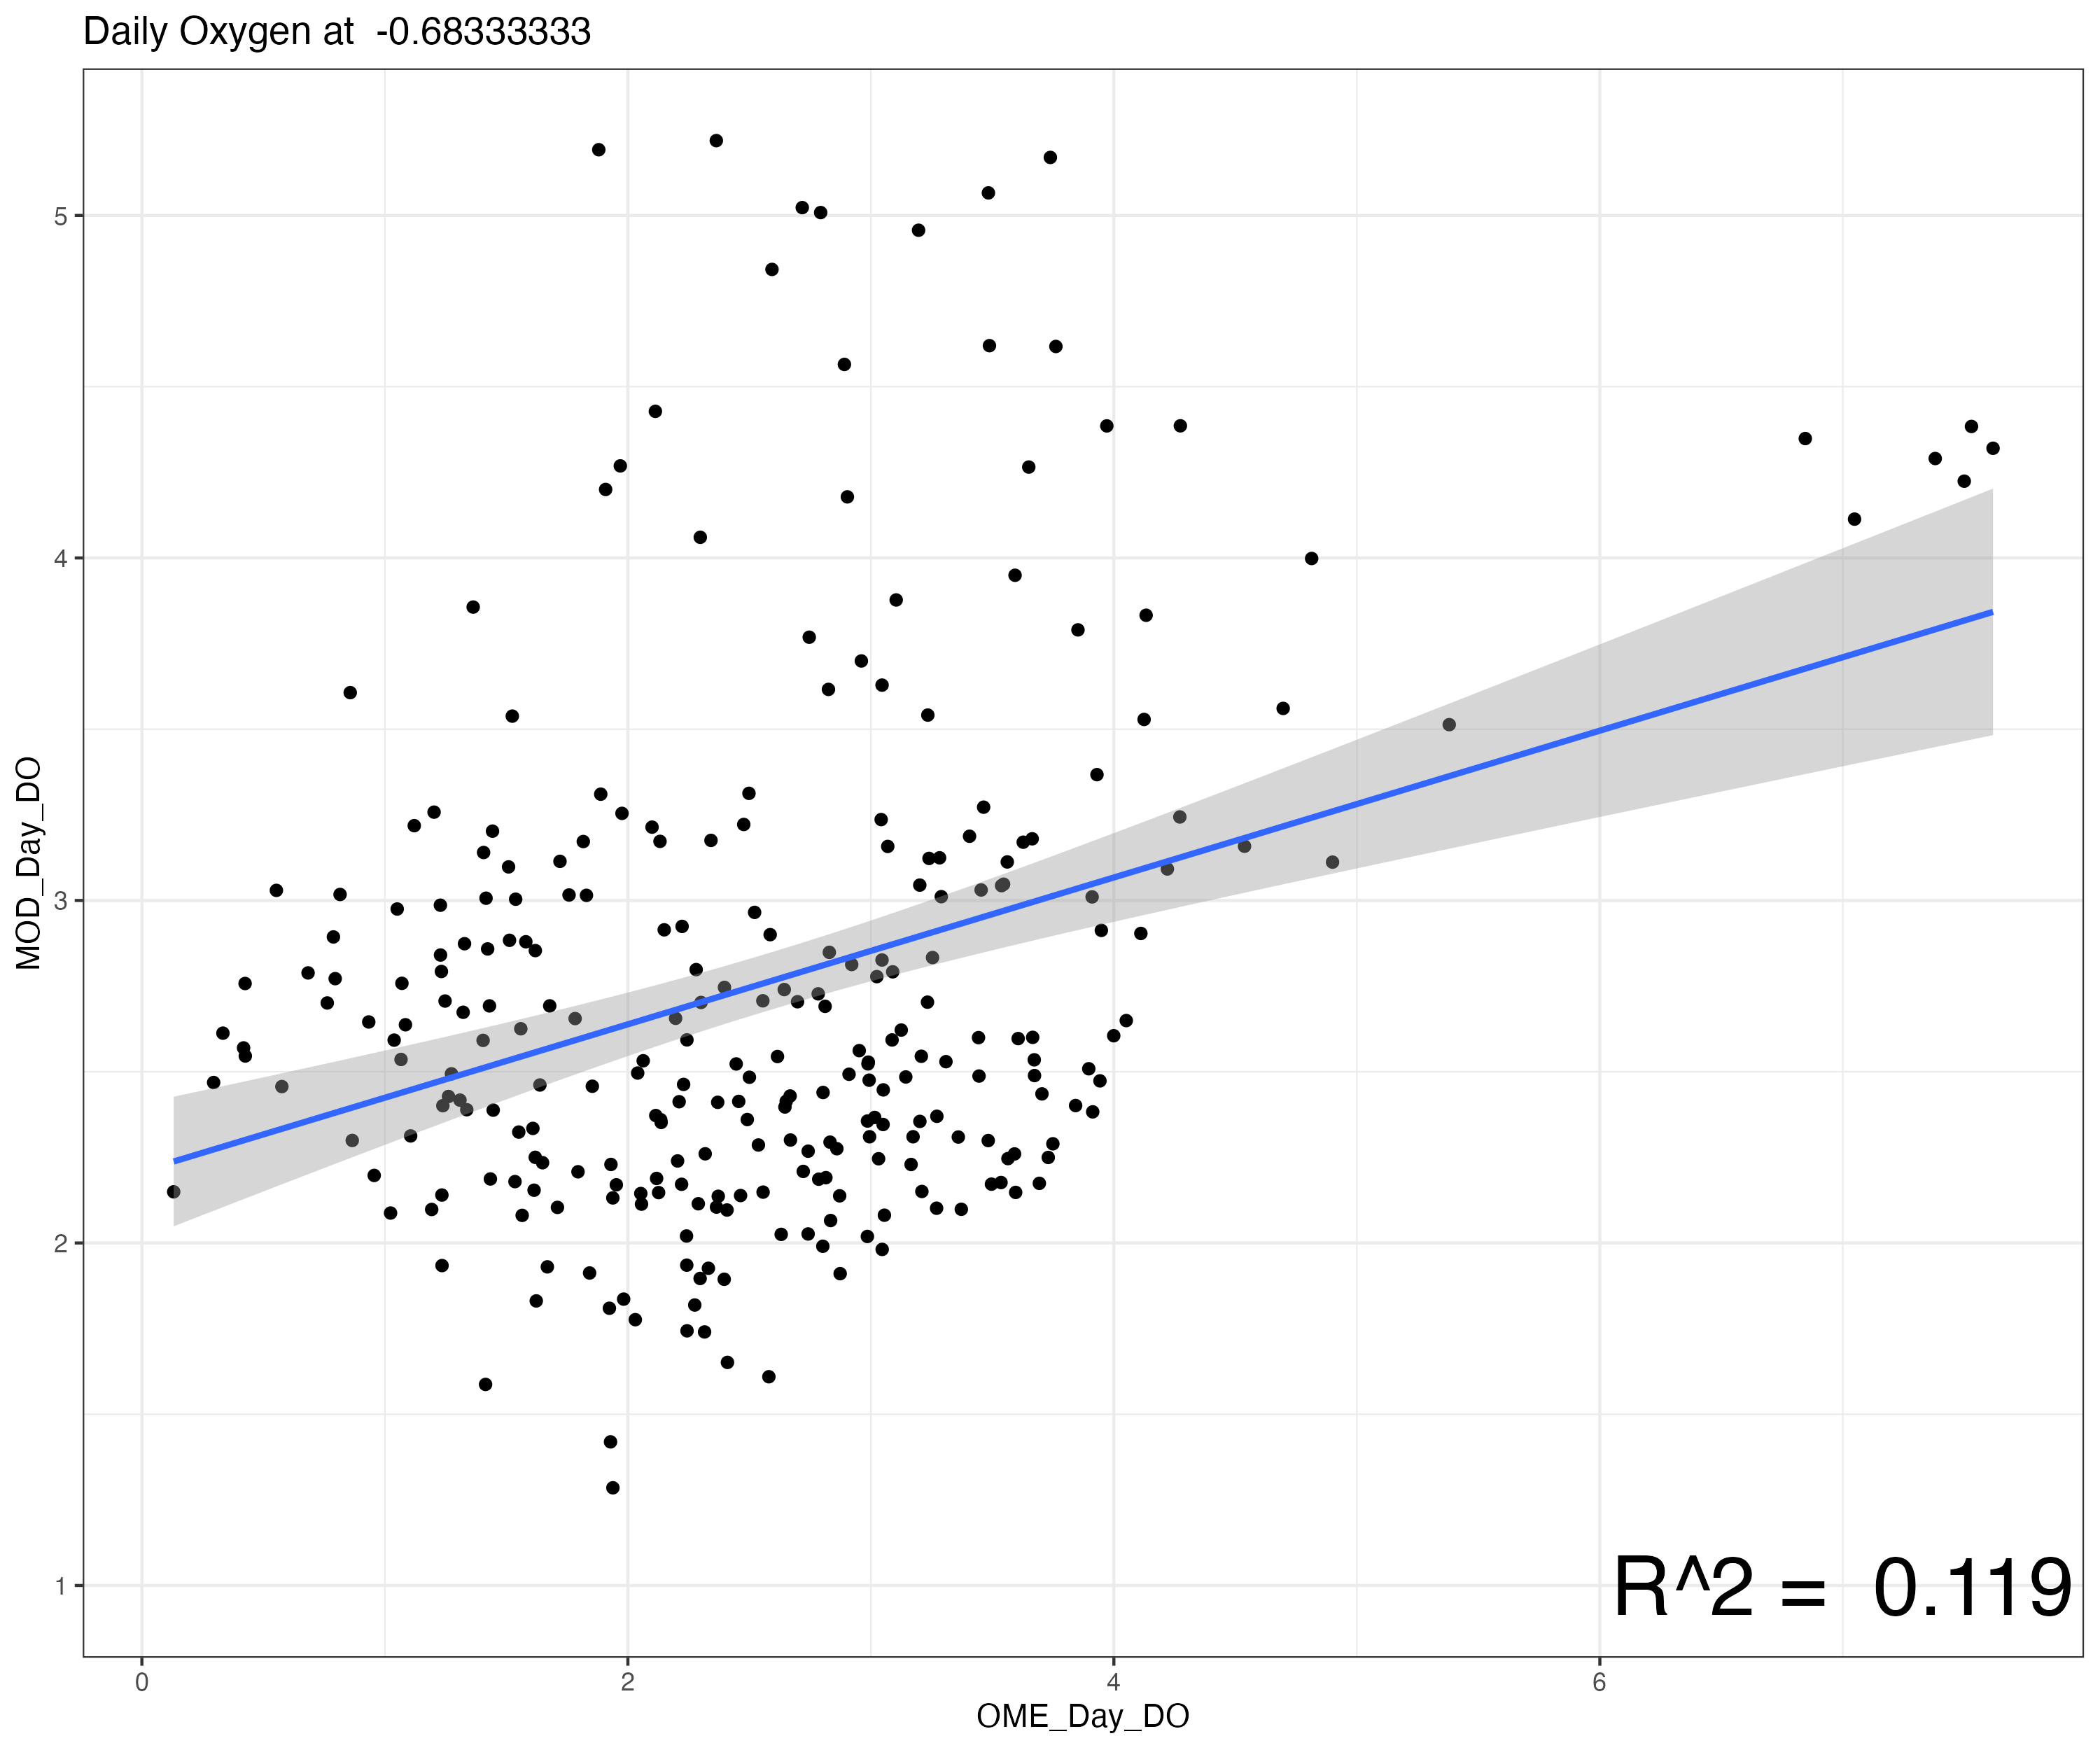 Daily Oxygen at  -0.68333333
5
4
3
2
1
MOD_Day_DO
R^2 =  0.119
0 2 4 6
OME_Day_DO